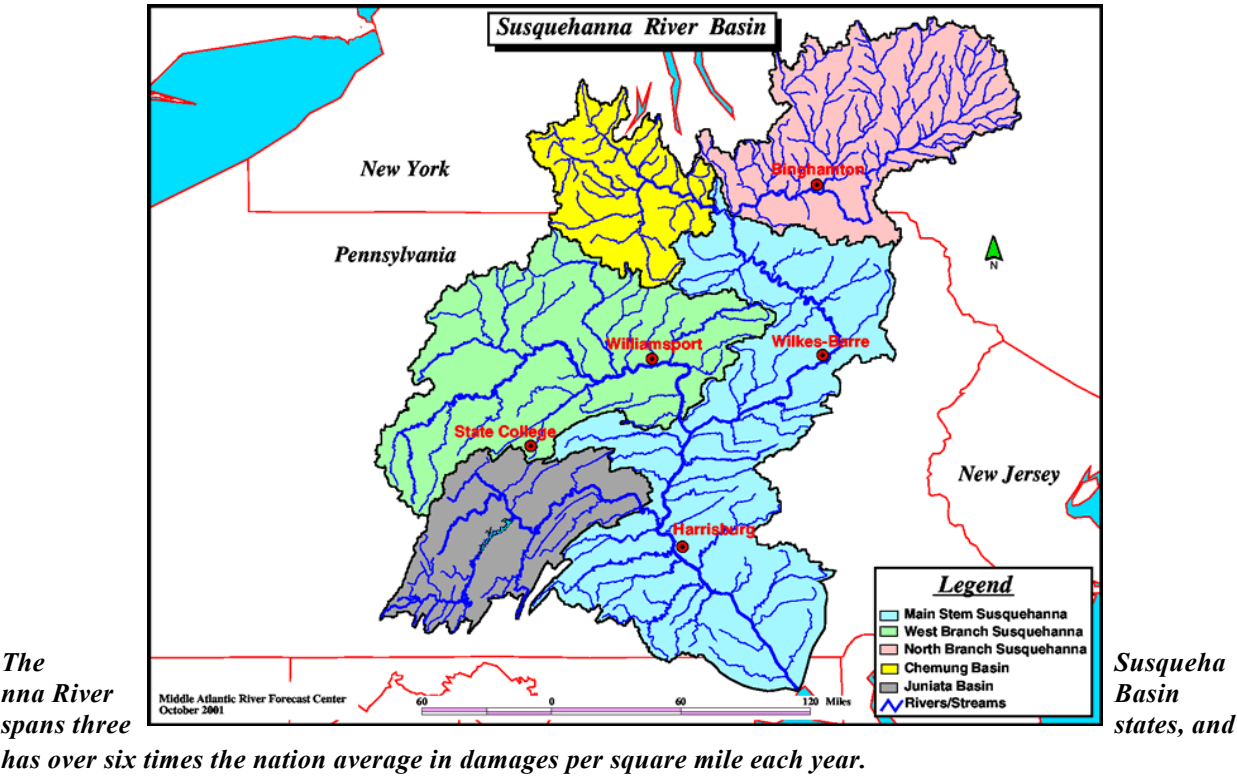 Susquehanna River Basin
New York
Binghamton
Pennsylvania
N
Williamsport
Wilkes-Barre
State College
New Jersey
Harrisburg
Legend
Main Stem Susquehanna
West Branch Susquehanna
North Branch Susquehanna
Chemung Basin
Juniata Basin
Rivers/Streams
Middle Atlantic River Forecast Center
October 2001
60 0 60 120 Miles
The Susqueha
nna River Basin
spans three states, and
has over six times the nation average in damages per square mile each year.